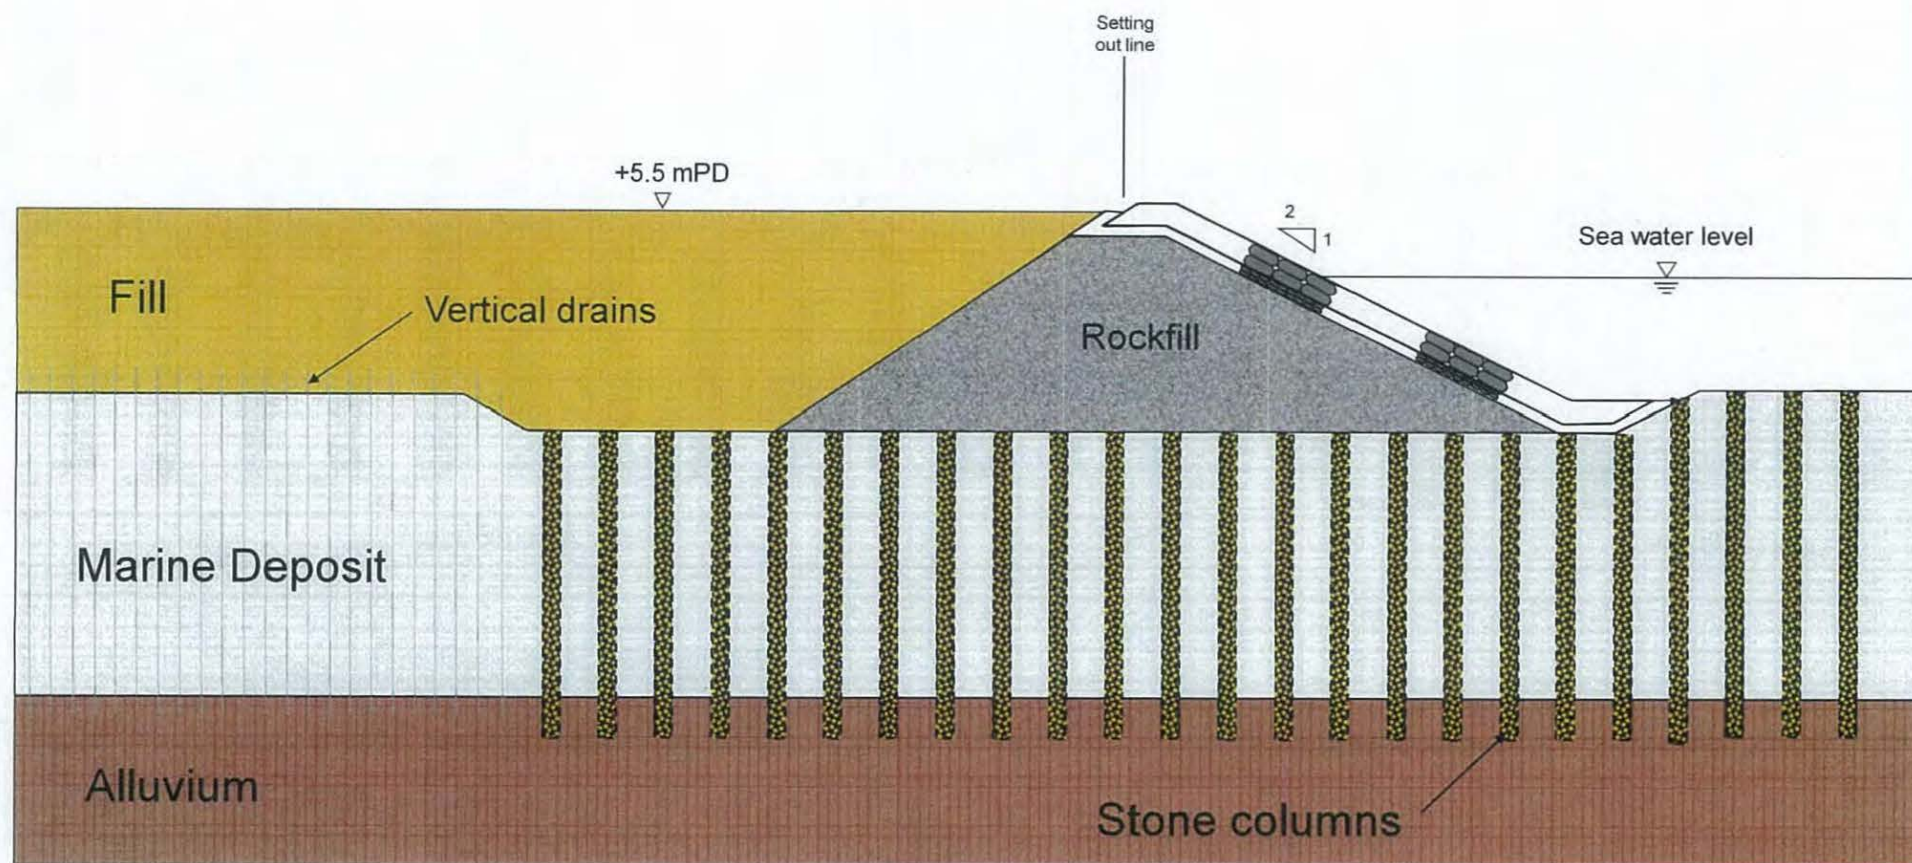 Setting
out line
+5.5 mPD
2
1
Sea water level
Fill
Vertical drains
Rockfill
Marine Deposit
Alluvium
Stone columns